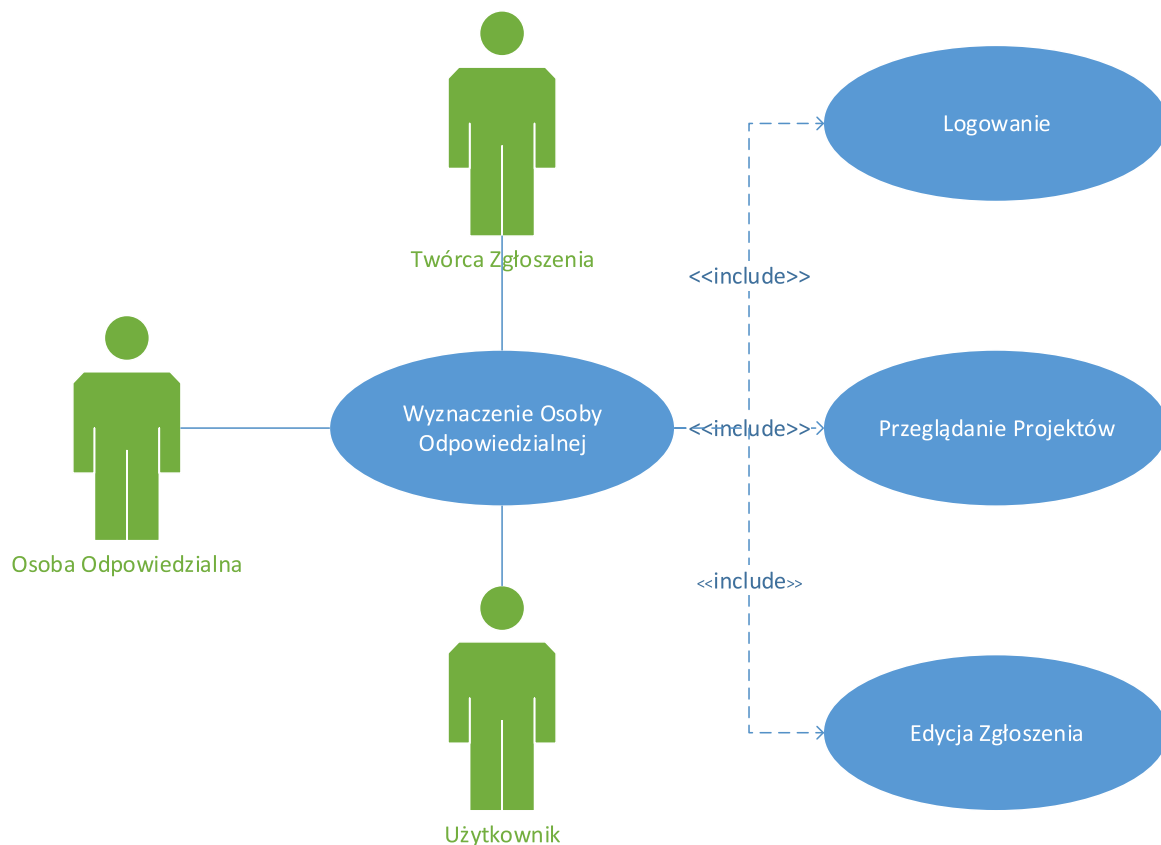 Logowanie
Twórca Zgłoszenia
<<include>>
Wyznaczenie Osoby
Odpowiedzialnej
<<include>>
Przeglądanie Projektów
Osoba Odpowiedzialna
<<include>>
Edycja Zgłoszenia
Użytkownik